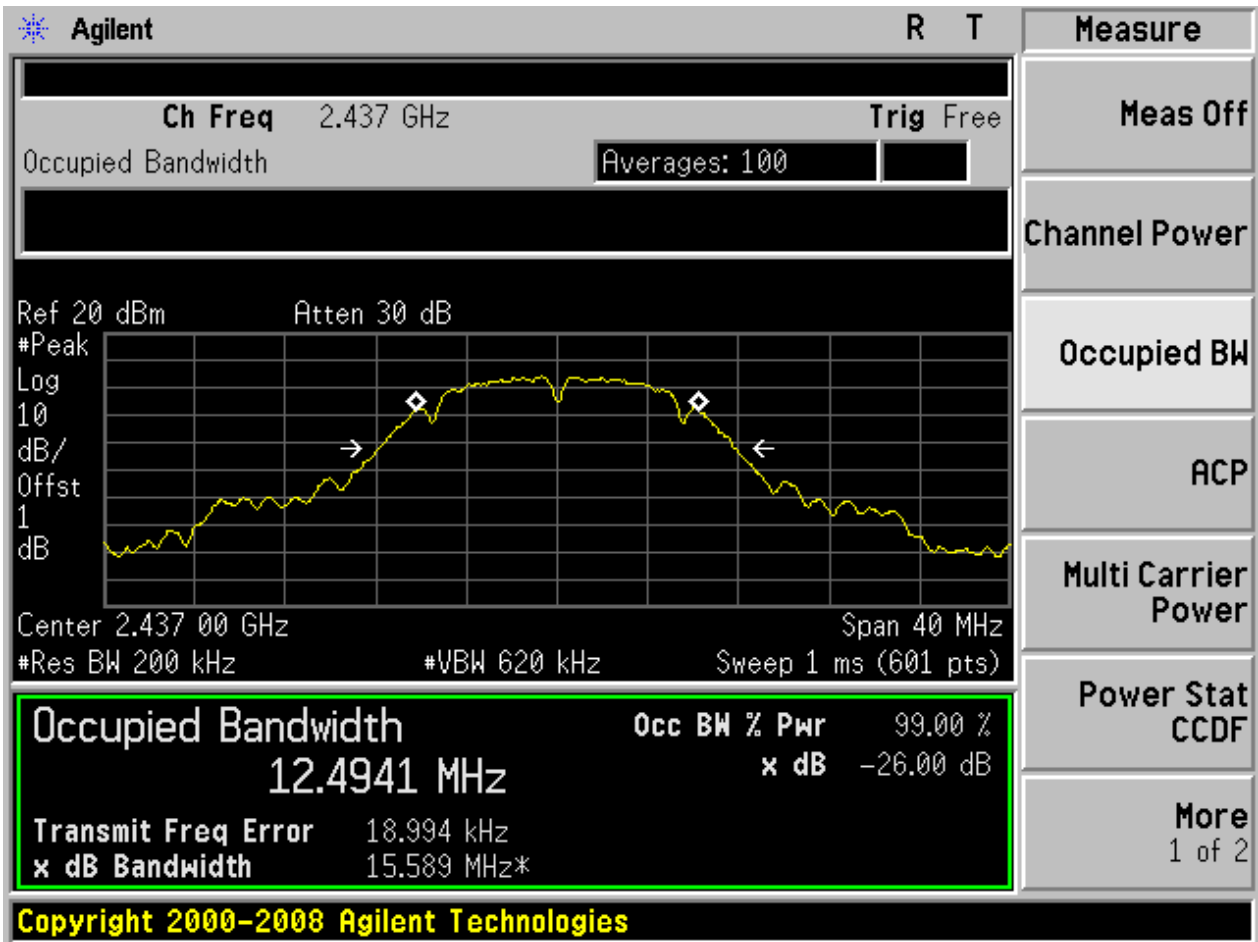 Agilent R T
Measure
Ch Freq 2.437 GHz Trig Free
Occupied Bandwidth Averages: 100
Meas Off
Channel Power
Occupied BW
ACP
Multi Carrier
Power
Power Stat
CCDF
More
1 of 2
Ref 20 dBm Atten 30 dB
#Peak
Log
10
dB/
Offst
1
dB
Center 2.437 00 GHz Span 40 MHz
#Res BW 200 kHz #VBW 620 kHz Sweep 1 ms (601 pts)
Occupied Bandwidth
12.4941 MHz
Occ BW % Pwr 99.00 %
x dB -26.00 dB
Transmit Freq Error 18.994 kHz
x dB Bandwidth 15.589 MHz*
Copyright 2000-2008 Agilent Technologies